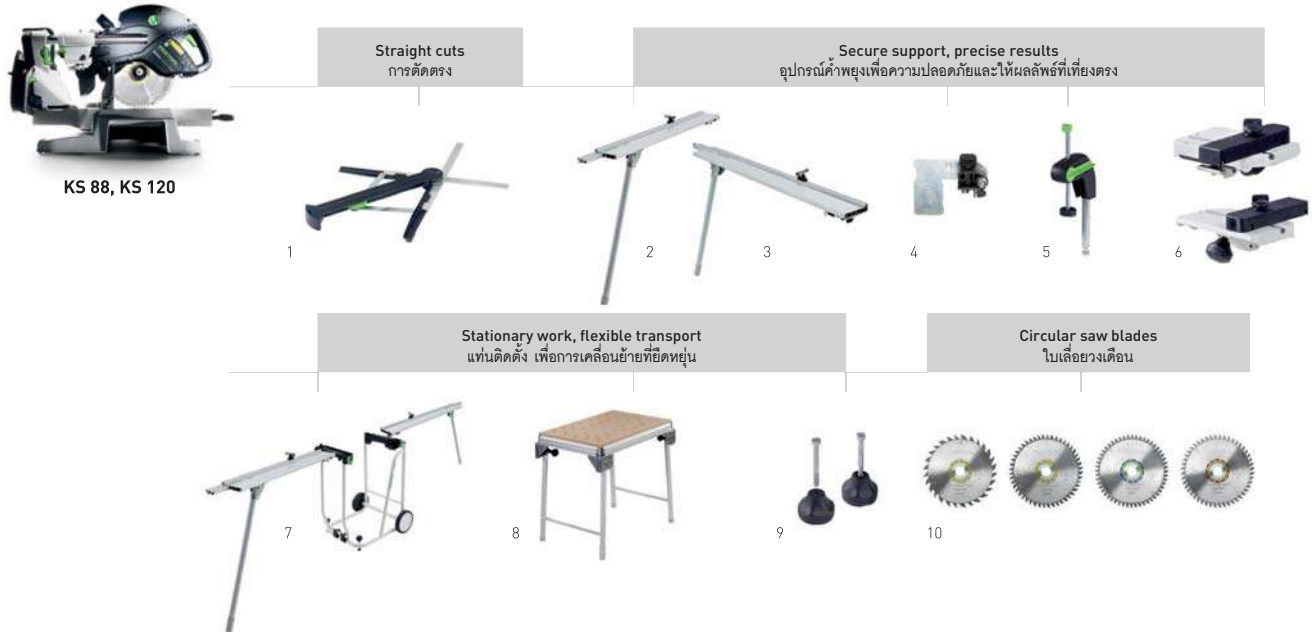 Straight cuts
การตัดตรง
Secure support, precise results
อุปกรณ์ค้ำพยุงเพื่อความปลอดภัยและให้ผลลัพธ์ที่เที่ยงตรง
KS 88, KS 120
1
2
3
4
5
6
Stationary work, flexible transport
แท่นติดตั้ง เพื่อการเคลื่อนย้ายที่ยืดหยุ่น
Circular saw blades
ใบเลื่อยวงเดือน
7
8
9
10